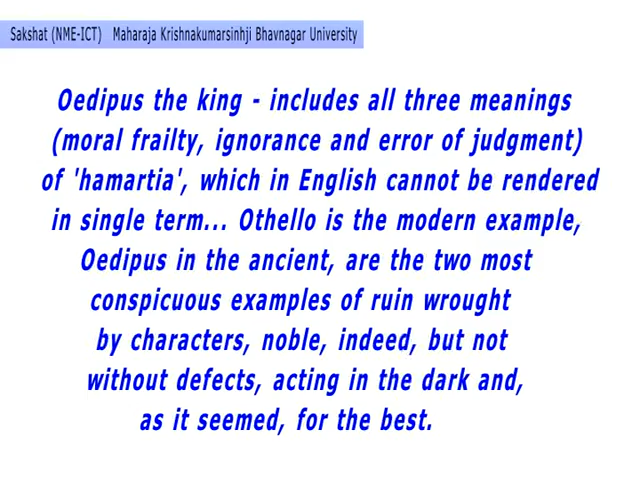 Sakshat (NME-ICT) Maharaja Krishnakumarsinhji Bhavnagar University
Oedipus the king - includes all three meanings
(moral frailty, ignorance and error of judgment)
of 'hamartia', which in English cannot be rendered
in single term... Othello is the modern example,
Oedipus in the ancient, are the two most
conspicuous examples of ruin wrought
by characters, noble, indeed, but not
without defects, acting in the dark and,
as it seemed, for the best.